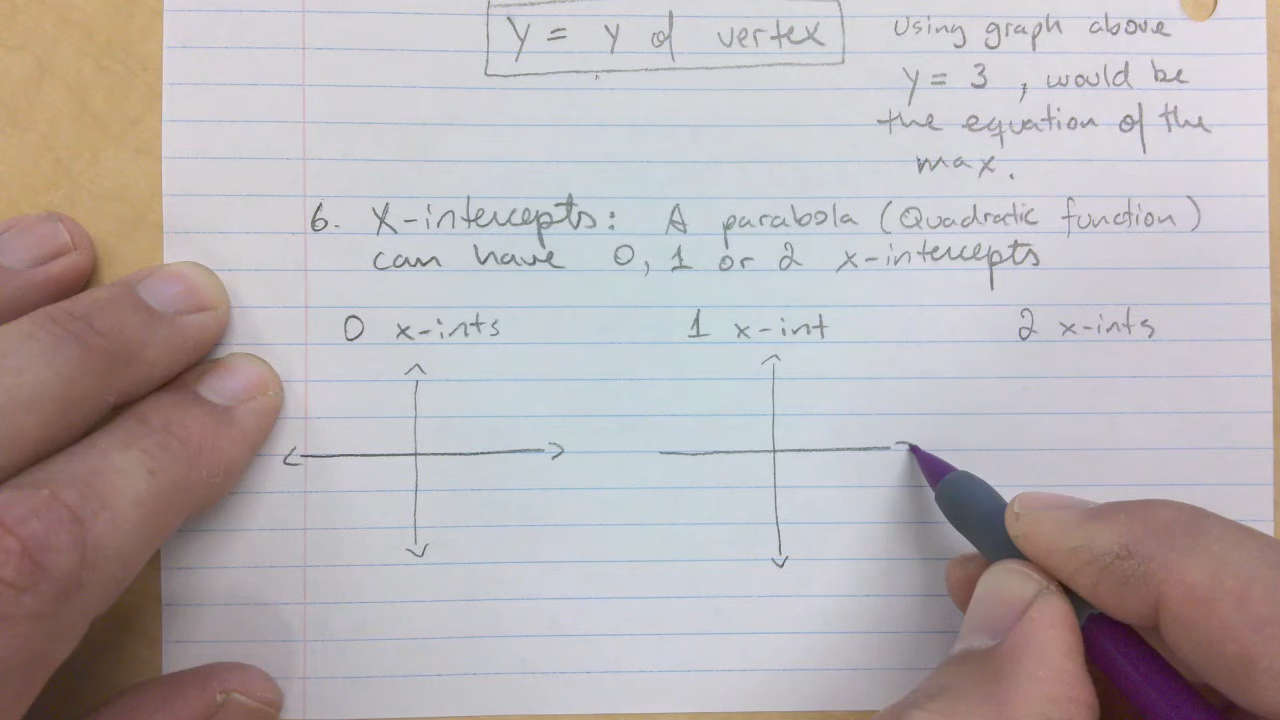 y = y of vertex
Using graph above
y = 3 , would be
the equation of the
max.
6. X-intercepts: A parabola (Quadratic function)
can have 0, 1 or 2 x-intercepts
0 x-ints
1 x-int
2 x-ints